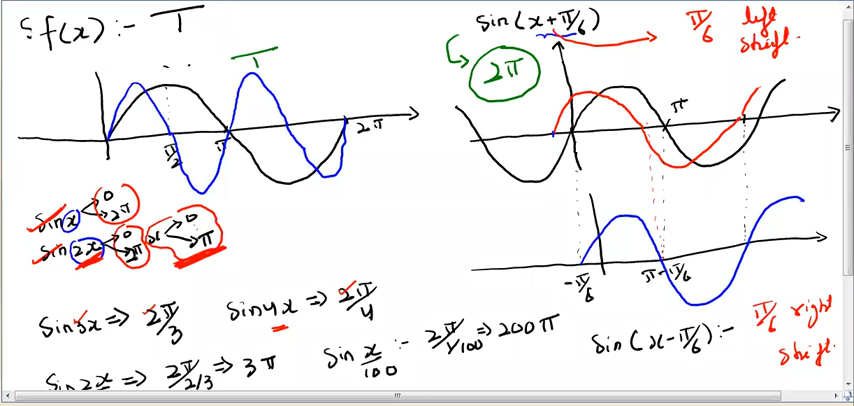 f(x) :- T
T
π/2
π
2π
sin x 0 2π
sin 2x 0 2π x 0 π
sin 3x ⇒ 2π/3
sin 4x ⇒ 2π/4
sin 2x ⇒ 2π/2/3 ⇒ 3π
sin x/100 :- 2π/1/100 ⇒ 200π
sin(x+π/6)
π/6 left
shift
2π
π
-π/6
π-π/6
sin(x-π/6) :- π/6 right
shift